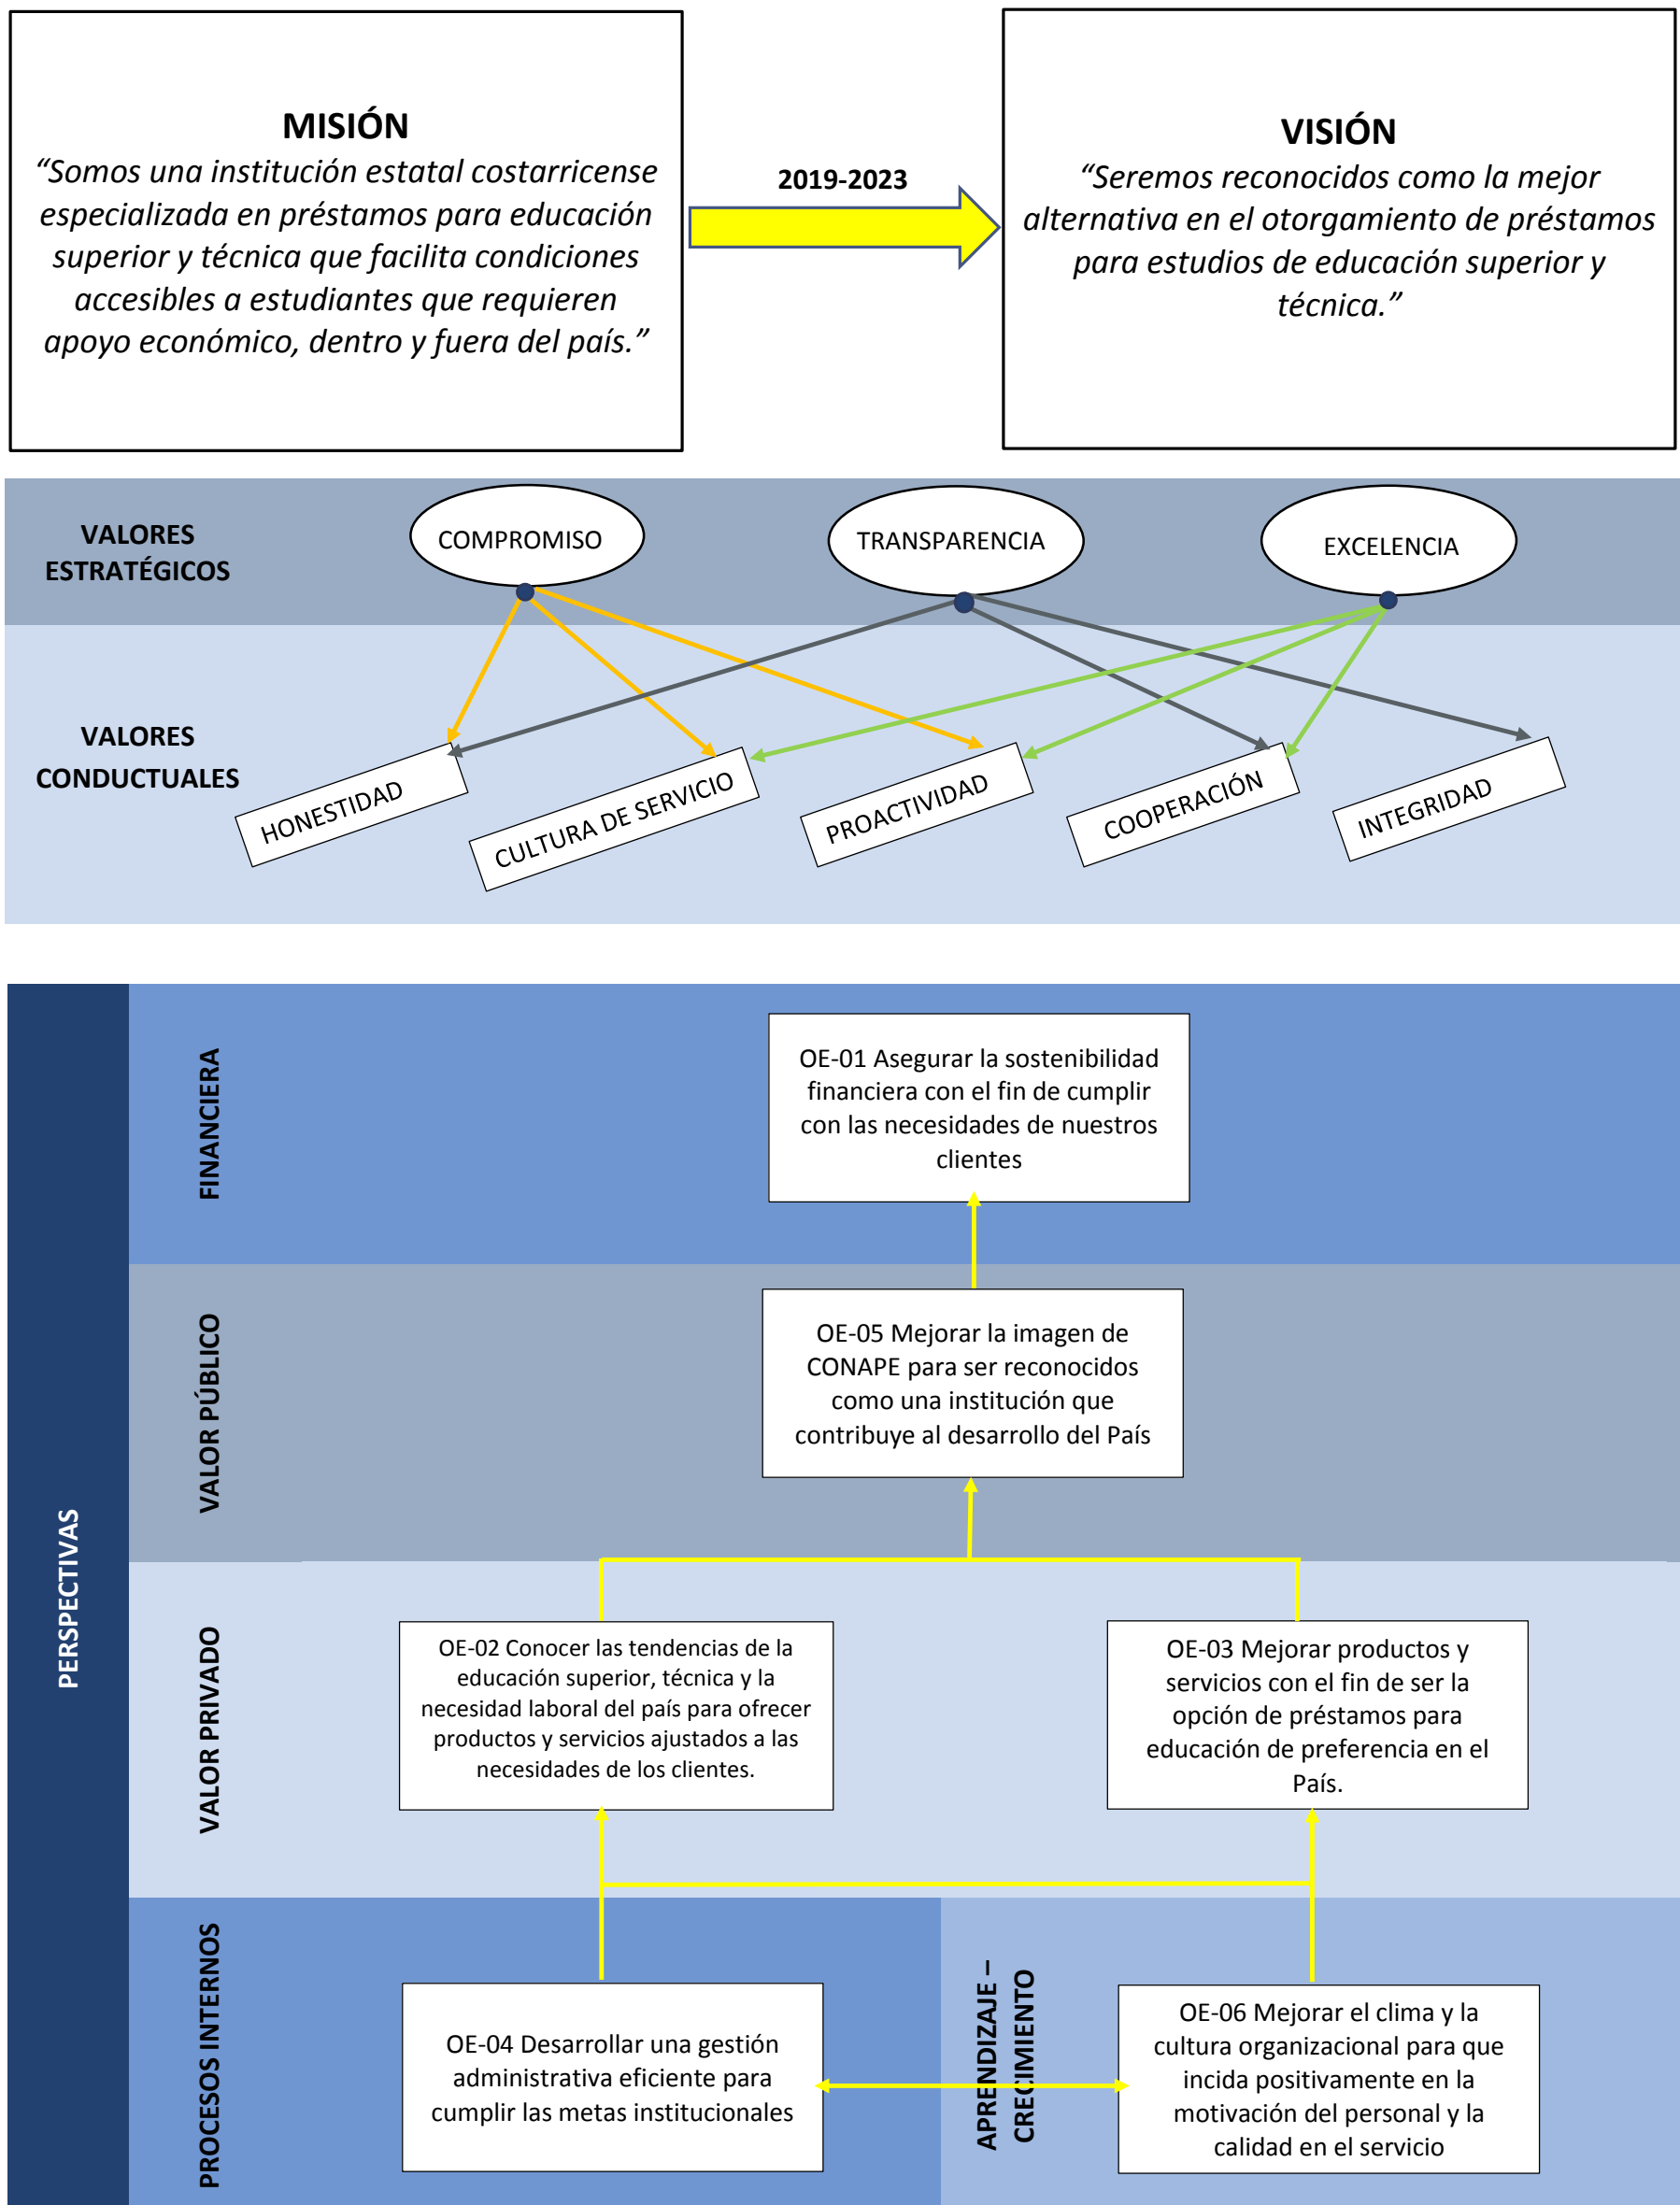 MISIÓN
“Somos una institución estatal costarricense
especializada en préstamos para educación
superior y técnica que facilita condiciones
accesibles a estudiantes que requieren
apoyo económico, dentro y fuera del país.”
2019-2023
VISIÓN
“Seremos reconocidos como la mejor
alternativa en el otorgamiento de préstamos
para estudios de educación superior y
técnica.”
VALORES
ESTRATÉGICOS
COMPROMISO
TRANSPARENCIA
EXCELENCIA
VALORES
CONDUCTUALES
HONESTIDAD
CULTURA DE SERVICIO
PROACTIVIDAD
COOPERACIÓN
INTEGRIDAD
PERSPECTIVAS
FINANCIERA
OE-01 Asegurar la sostenibilidad
financiera con el fin de cumplir
con las necesidades de nuestros
clientes
VALOR PÚBLICO
OE-05 Mejorar la imagen de
CONAPE para ser reconocidos
como una institución que
contribuye al desarrollo del País
VALOR PRIVADO
OE-02 Conocer las tendencias de la
educación superior, técnica y la
necesidad laboral del país para ofrecer
productos y servicios ajustados a las
necesidades de los clientes.
OE-03 Mejorar productos y
servicios con el fin de ser la
opción de préstamos para
educación de preferencia en el
País.
PROCESOS INTERNOS
OE-04 Desarrollar una gestión
administrativa eficiente para
cumplir las metas institucionales
APRENDIZAJE –
CRECIMIENTO
OE-06 Mejorar el clima y la
cultura organizacional para que
incida positivamente en la
motivación del personal y la
calidad en el servicio